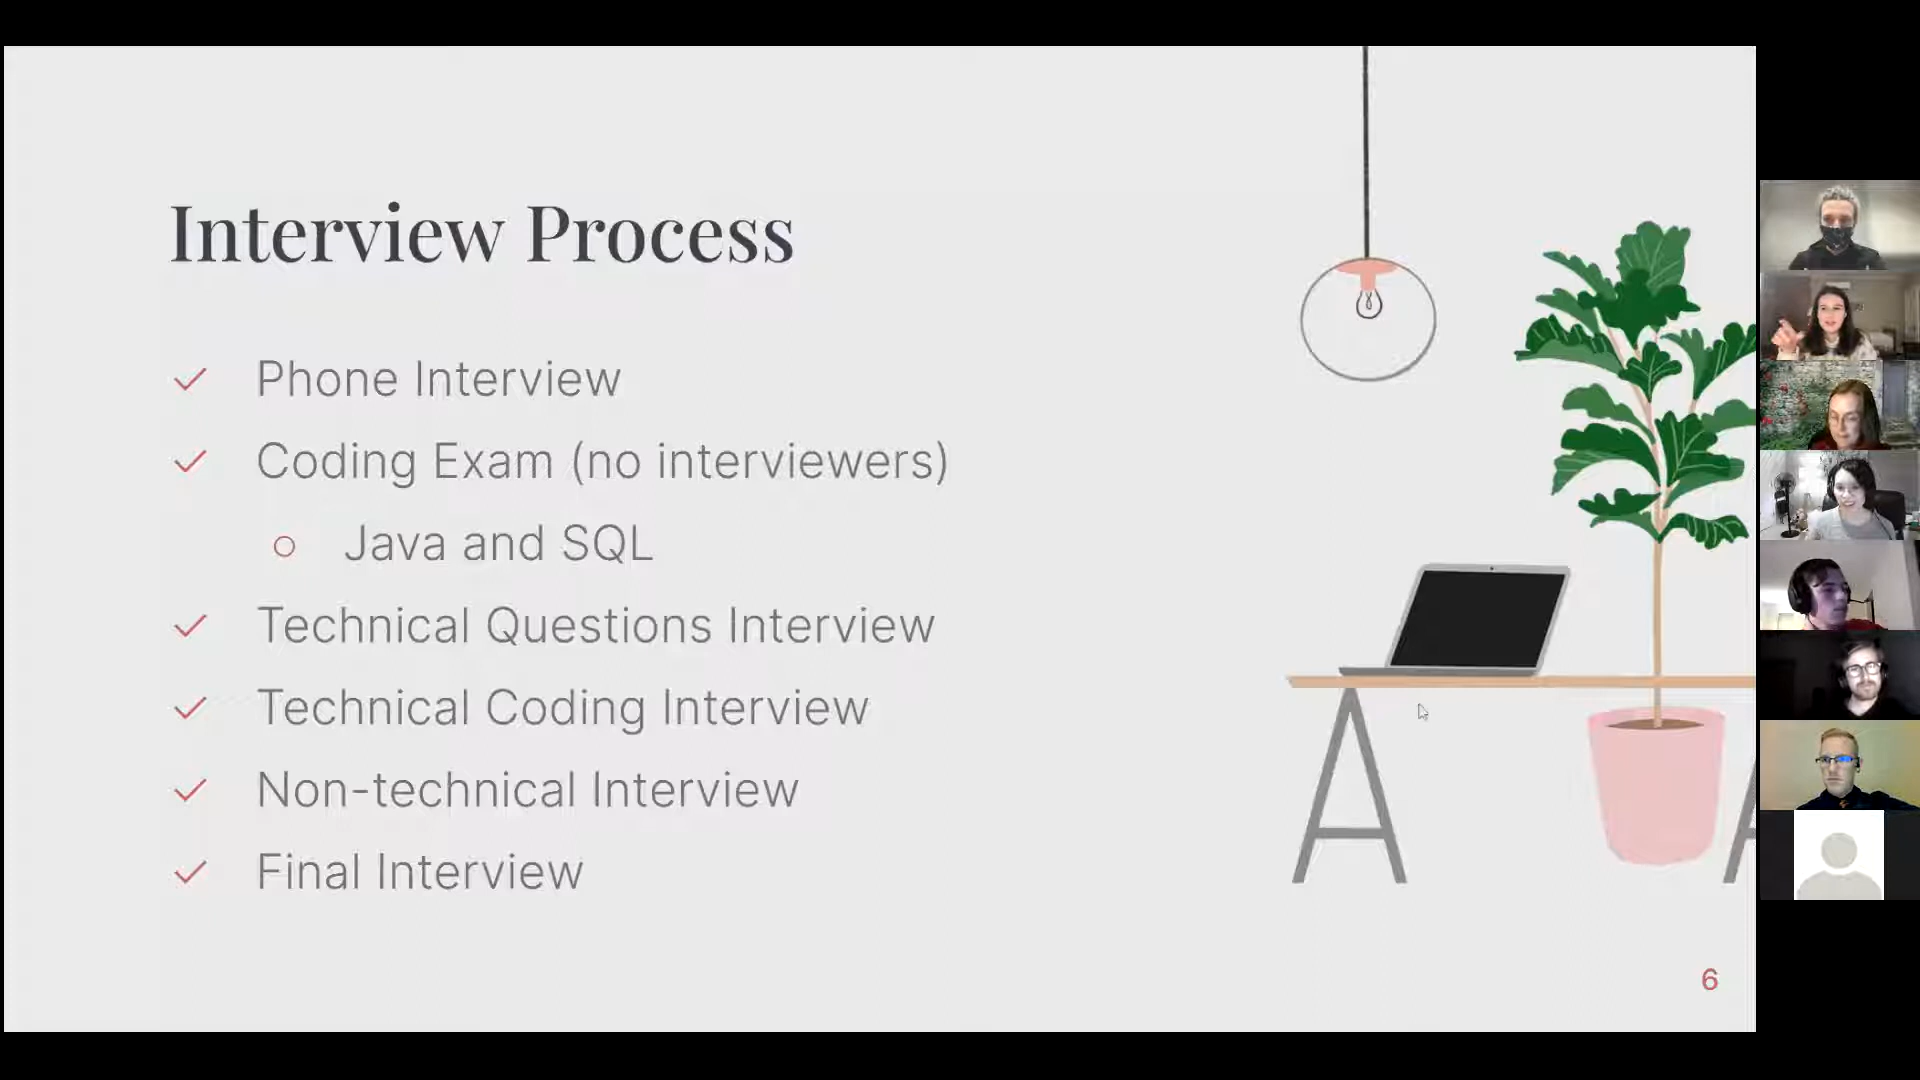 Interview Process
Phone Interview
Coding Exam (no interviewers)
Java and SQL
Technical Questions Interview
Technical Coding Interview
Non-technical Interview
Final Interview
6